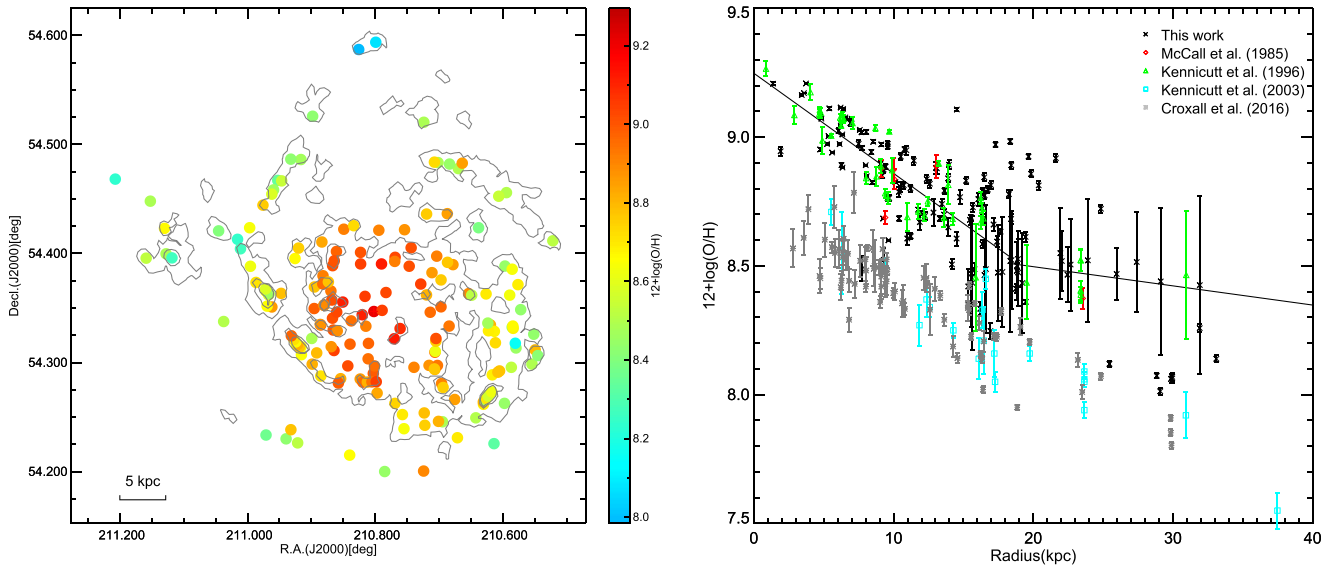 54.600
54.500
54.400
54.300
54.200
Decl.(J2000)[deg]
5 kpc
211.200
211.000
210.800
210.600
R.A.(J2000)[deg]
9.2
9.0
8.8
8.6
8.4
8.2
8.0
12+log(O/H)
9.5
9.0
8.5
8.0
7.5
12+log(O/H)
This work
McCall et al. (1985)
Kennicutt et al. (1996)
Kennicutt et al. (2003)
Croxall et al. (2016)
0
10
20
30
40
Radius(kpc)